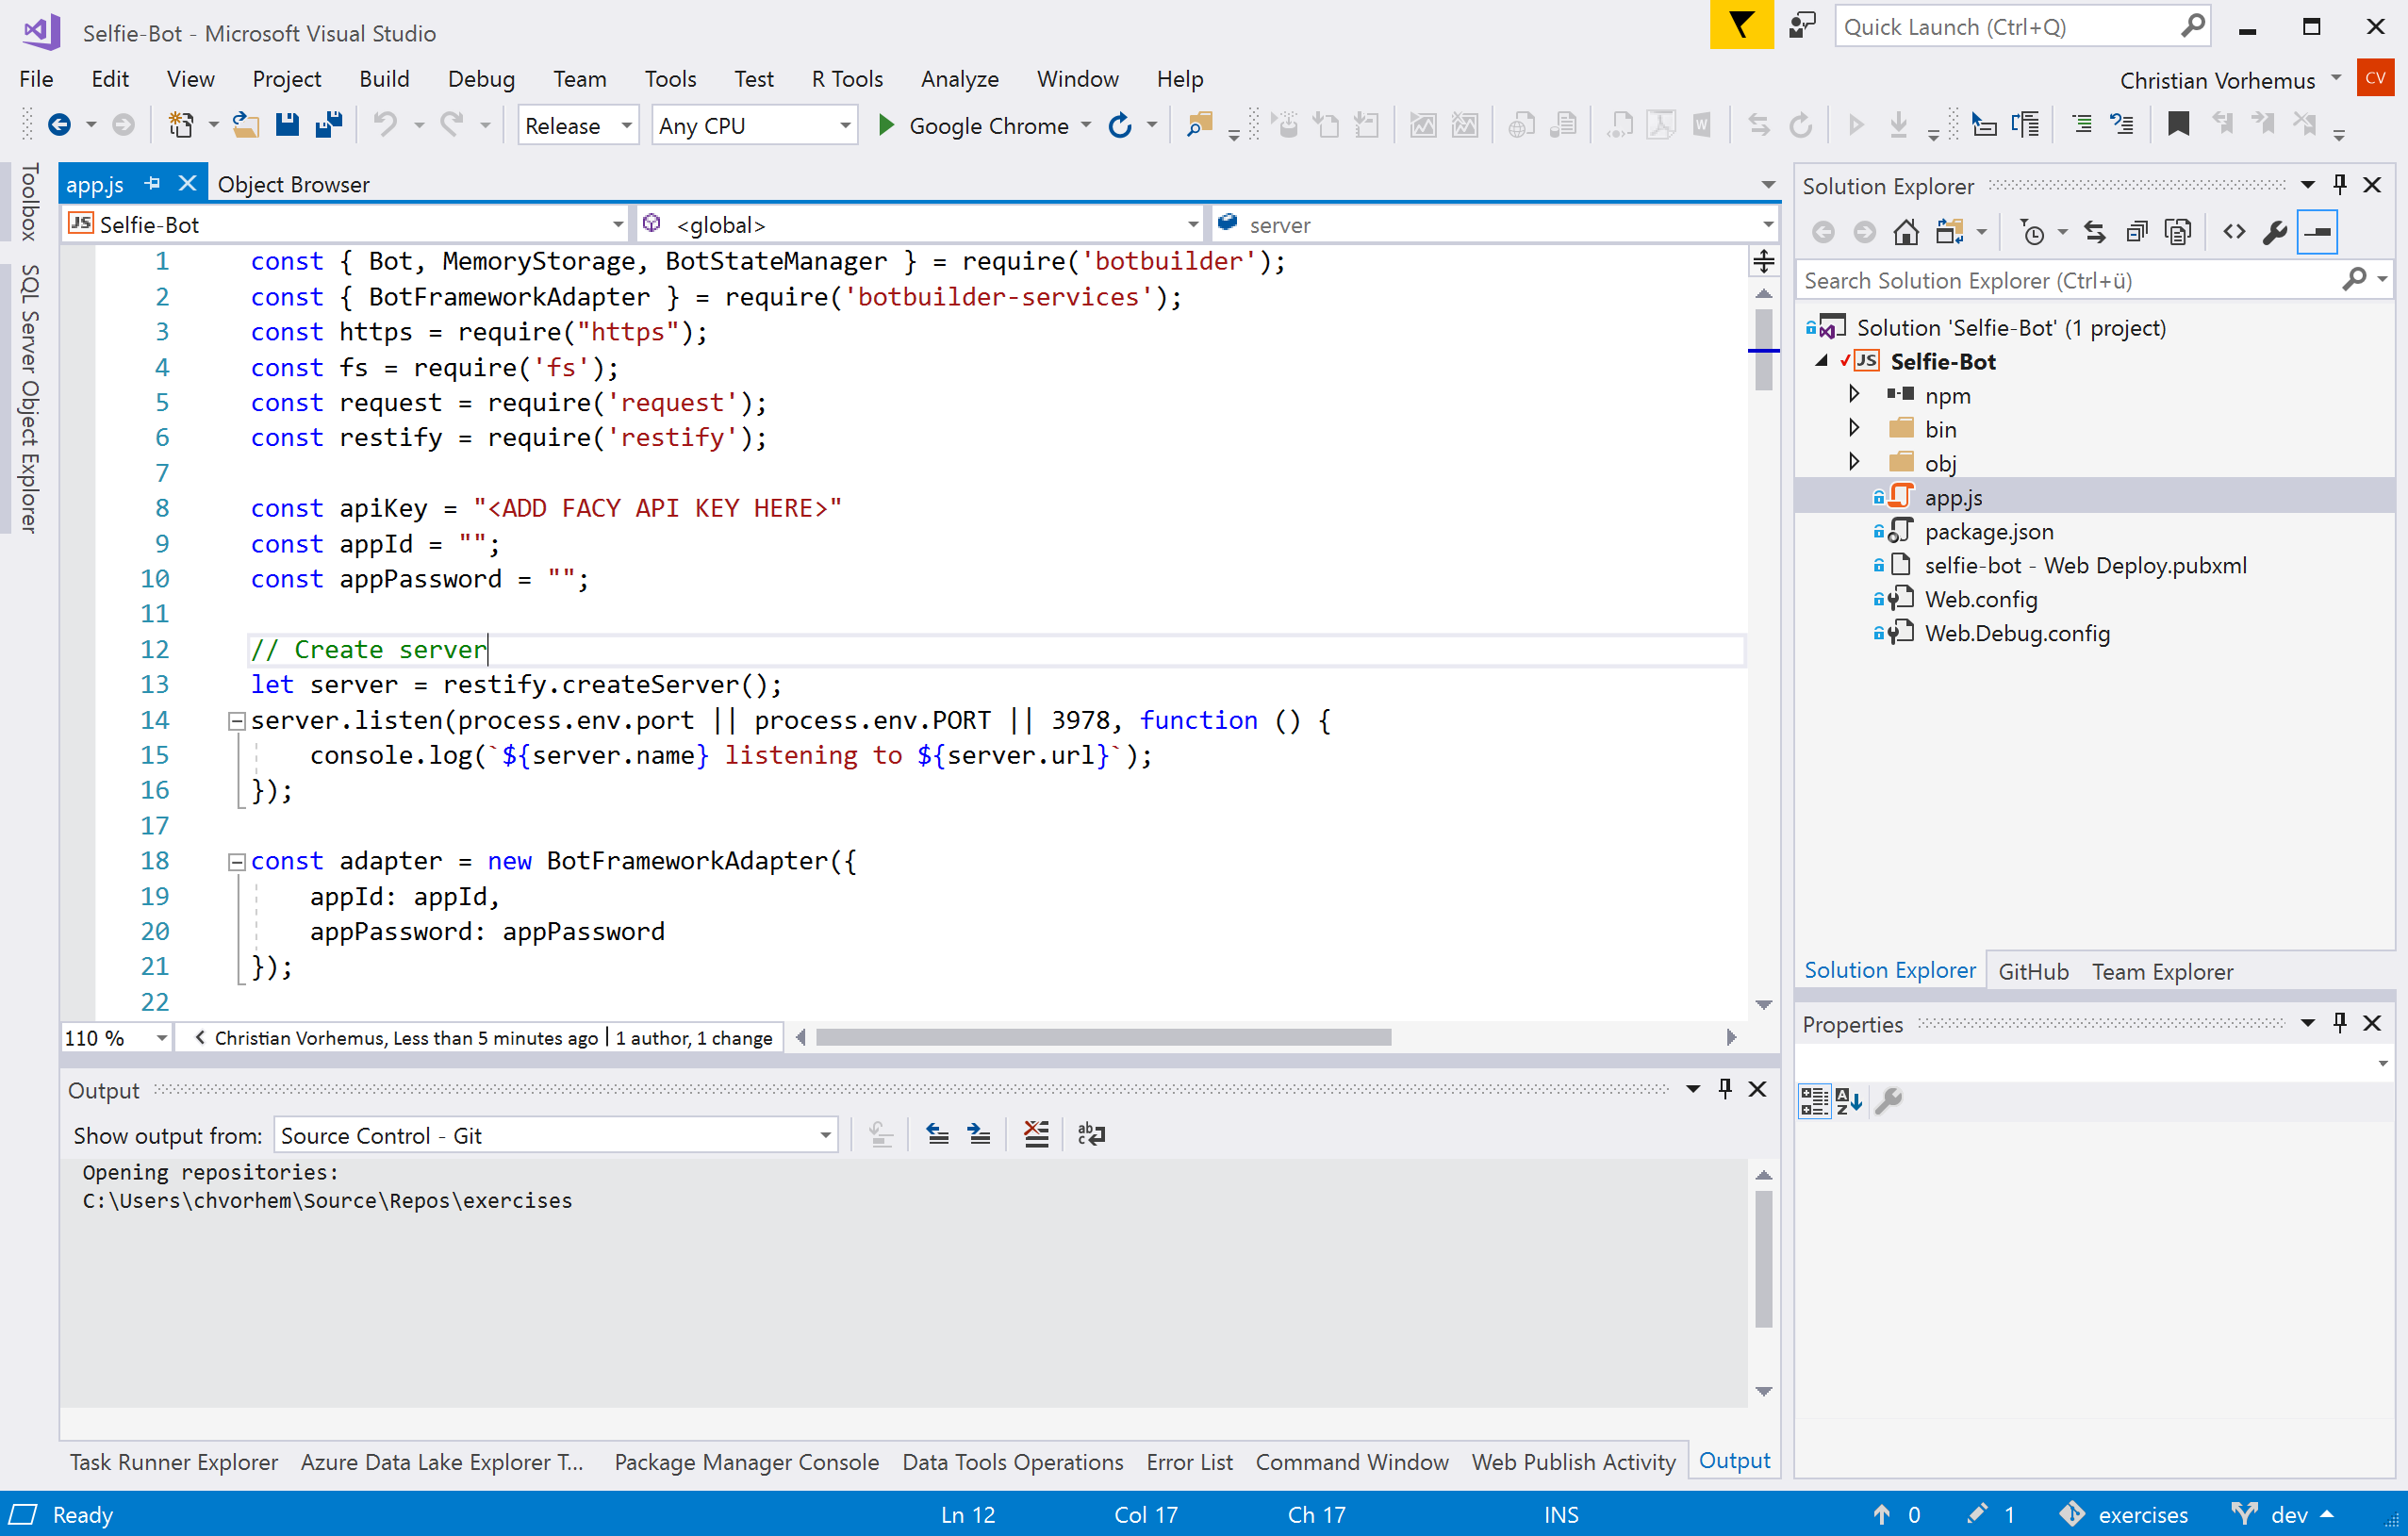 Selfie-Bot - Microsoft Visual Studio
Quick Launch (Ctrl+Q)
File Edit View Project Build Debug Team Tools Test R Tools Analyze Window Help
Christian Vorhemus CV
Release Any CPU Google Chrome
Toolbox
SQL Server Object Explorer
app.js Object Browser
JS Selfie-Bot <global> server
1 const { Bot, MemoryStorage, BotStateManager } = require('botbuilder');
2 const { BotFrameworkAdapter } = require('botbuilder-services');
3 const https = require("https");
4 const fs = require('fs');
5 const request = require('request');
6 const restify = require('restify');
7
8 const apiKey = "<ADD FACY API KEY HERE>"
9 const appId = "";
10 const appPassword = "";
11
12 // Create server
13 let server = restify.createServer();
14 server.listen(process.env.port || process.env.PORT || 3978, function () {
15 console.log(`${server.name} listening to ${server.url}`);
16 });
17
18 const adapter = new BotFrameworkAdapter({
19 appId: appId,
20 appPassword: appPassword
21 });
22
110 % Christian Vorhemus, Less than 5 minutes ago | 1 author, 1 change
Output
Show output from: Source Control - Git
Opening repositories:
C:\Users\chvorhem\Source\Repos\exercises
Task Runner Explorer Azure Data Lake Explorer T... Package Manager Console Data Tools Operations Error List Command Window Web Publish Activity Output
Solution Explorer
Search Solution Explorer (Ctrl+ü)
Solution 'Selfie-Bot' (1 project)
JS Selfie-Bot
npm
bin
obj
app.js
package.json
selfie-bot - Web Deploy.pubxml
Web.config
Web.Debug.config
Solution Explorer GitHub Team Explorer
Properties
Ready Ln 12 Col 17 Ch 17 INS 0 1 exercises dev